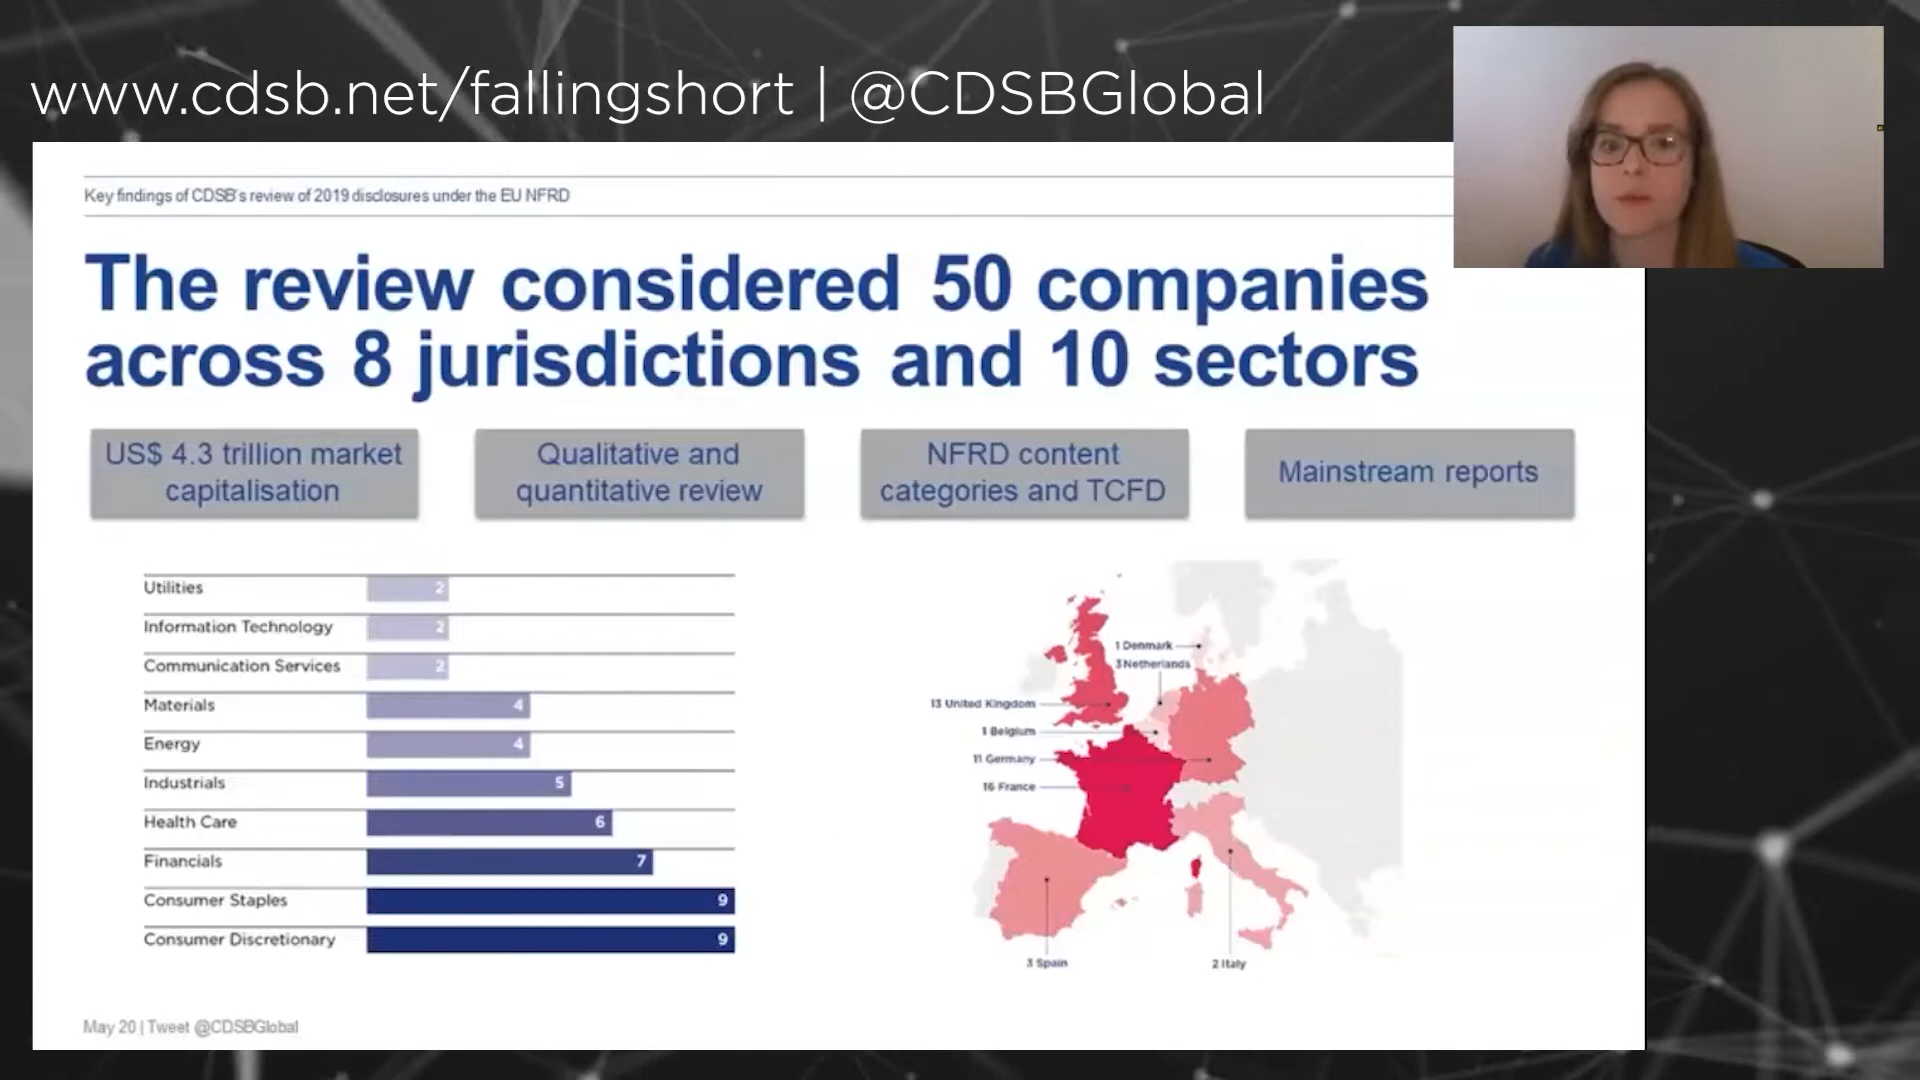 www.cdsb.net/fallingshort | @CDSBGlobal
Key findings of CDSB's review of 2019 disclosures under the EU NFRD
The review considered 50 companies
across 8 jurisdictions and 10 sectors
US$ 4.3 trillion market
capitalisation
Qualitative and
quantitative review
NFRD content
categories and TCFD
Mainstream reports
Utilities 2
Information Technology 2
Communication Services 2
Materials 4
Energy 4
Industrials 5
Health Care 6
Financials 7
Consumer Staples 9
Consumer Discretionary 9
1 Denmark
3 Netherlands
13 United Kingdom
1 Belgium
11 Germany
16 France
3 Spain
2 Italy
May 20 | Tweet @CDSBGlobal